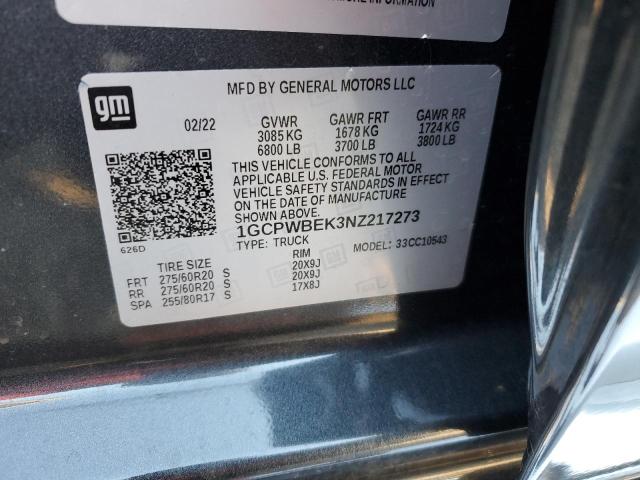 MORE INFORMATION
gm
MFD BY GENERAL MOTORS LLC
02/22 GVWR GAWR FRT GAWR RR
3085 KG 1678 KG 1724 KG
6800 LB 3700 LB 3800 LB
THIS VEHICLE CONFORMS TO ALL
APPLICABLE U.S. FEDERAL MOTOR
VEHICLE SAFETY STANDARDS IN EFFECT
ON THE DATE OF MANUFACTURE
SHOWN ABOVE.
1GCPWBEK3NZ217273
626D
TYPE: TRUCK MODEL: 33CC10543
TIRE SIZE RIM
FRT 275/60R20 S 20X9J
RR 275/60R20 S 20X9J
SPA 255/80R17 S 17X8J